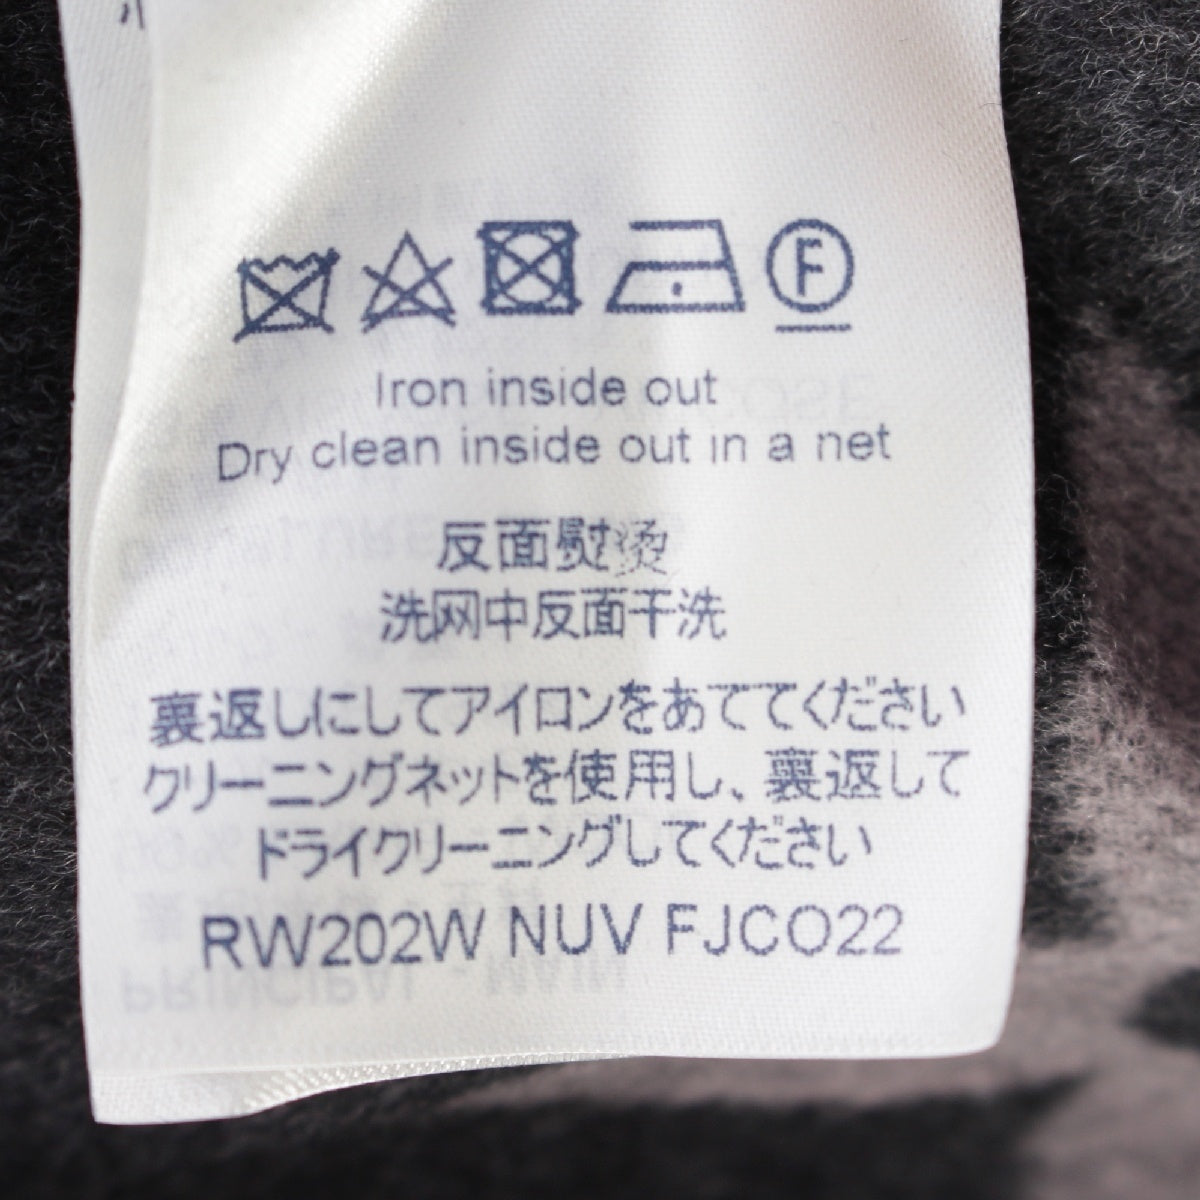 Iron inside out
Dry clean inside out in a net
反面熨烫
洗网中反面干洗
裏返しにしてアイロンをあててください
クリーニングネットを使用し、裏返して
ドライクリーニングしてください
RW202W NUV FJCO22